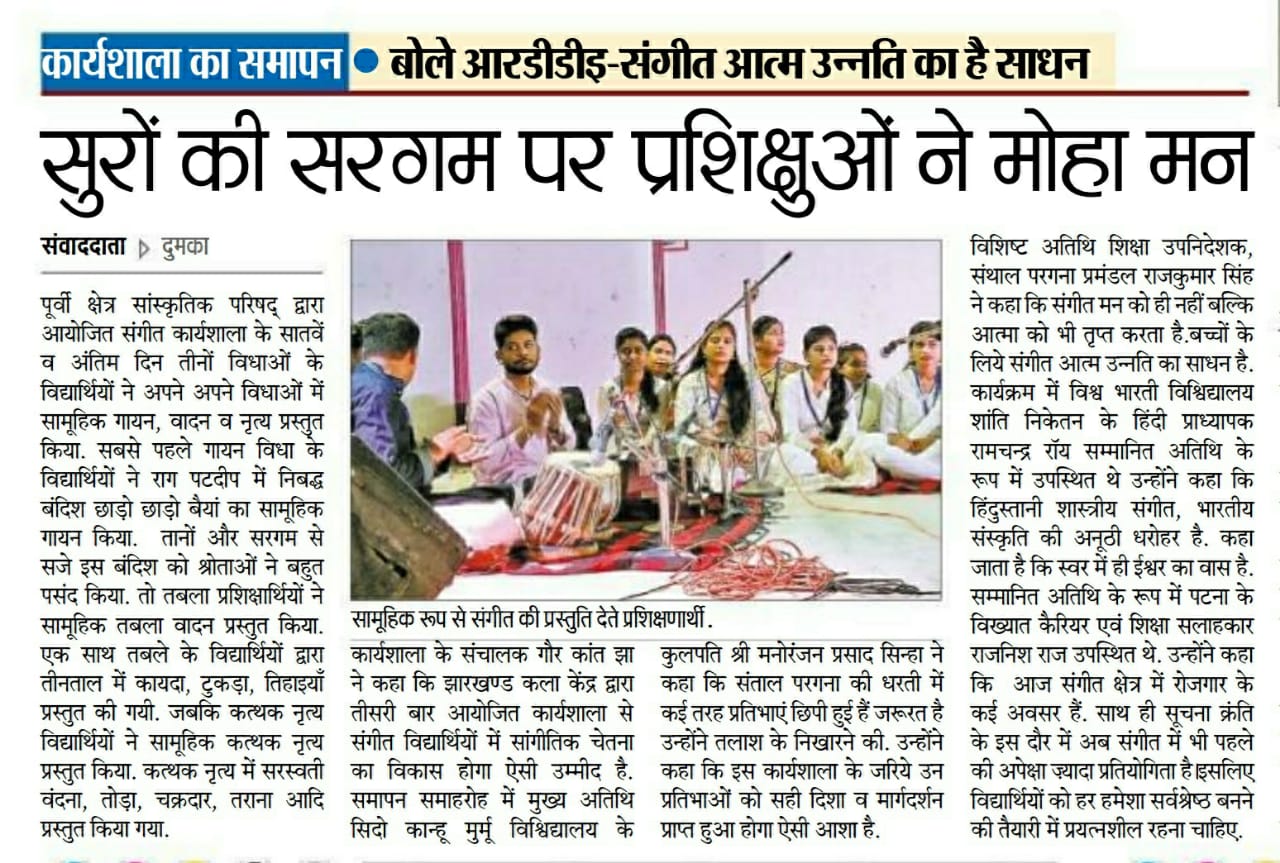 कार्यशाला का समापन ● बोले आरडीडीइ-संगीत आत्म उन्नति का है साधन
सुरों की सरगम पर प्रशिक्षुओं ने मोहा मन
संवाददाता ▷ दुमका
पूर्वी क्षेत्र सांस्कृतिक परिषद् द्वारा
आयोजित संगीत कार्यशाला के सातवें
व अंतिम दिन तीनों विधाओं के
विद्यार्थियों ने अपने अपने विधाओं में
सामूहिक गायन, वादन व नृत्य प्रस्तुत
किया. सबसे पहले गायन विधा के
विद्यार्थियों ने राग पटदीप में निबद्ध
बंदिश छाड़ो छाड़ो बैयां का सामूहिक
गायन किया. तानों और सरगम से
सजे इस बंदिश को श्रोताओं ने बहुत
पसंद किया. तो तबला प्रशिक्षार्थियों ने
सामूहिक तबला वादन प्रस्तुत किया.
एक साथ तबले के विद्यार्थियों द्वारा
तीनताल में कायदा, टुकड़ा, तिहाइयाँ
प्रस्तुत की गयी. जबकि कत्थक नृत्य
विद्यार्थियों ने सामूहिक कत्थक नृत्य
प्रस्तुत किया. कत्थक नृत्य में सरस्वती
वंदना, तोड़ा, चक्रदार, तराना आदि
प्रस्तुत किया गया.
सामूहिक रूप से संगीत की प्रस्तुति देते प्रशिक्षणार्थी.
कार्यशाला के संचालक गौर कांत झा
ने कहा कि झारखण्ड कला केंद्र द्वारा
तीसरी बार आयोजित कार्यशाला से
संगीत विद्यार्थियों में सांगीतिक चेतना
का विकास होगा ऐसी उम्मीद है.
समापन समाहरोह में मुख्य अतिथि
सिदो कान्हू मुर्मू विश्विद्यालय के
कुलपति श्री मनोरंजन प्रसाद सिन्हा ने
कहा कि संताल परगना की धरती में
कई तरह प्रतिभाएं छिपी हुई हैं जरूरत है
उन्होंने तलाश के निखारने की. उन्होंने
कहा कि इस कार्यशाला के जरिये उन
प्रतिभाओं को सही दिशा व मार्गदर्शन
प्राप्त हुआ होगा ऐसी आशा है.
विशिष्ट अतिथि शिक्षा उपनिदेशक,
संथाल परगना प्रमंडल राजकुमार सिंह
ने कहा कि संगीत मन को ही नहीं बल्कि
आत्मा को भी तृप्त करता है.बच्चों के
लिये संगीत आत्म उन्नति का साधन है.
कार्यक्रम में विश्व भारती विश्विद्यालय
शांति निकेतन के हिंदी प्राध्यापक
रामचन्द्र रॉय सम्मानित अतिथि के
रूप में उपस्थित थे उन्होंने कहा कि
हिंदुस्तानी शास्त्रीय संगीत, भारतीय
संस्कृति की अनूठी धरोहर है. कहा
जाता है कि स्वर में ही ईश्वर का वास है.
सम्मानित अतिथि के रूप में पटना के
विख्यात कैरियर एवं शिक्षा सलाहकार
राजनिश राज उपस्थित थे. उन्होंने कहा
कि आज संगीत क्षेत्र में रोजगार के
कई अवसर हैं. साथ ही सूचना क्रंति
के इस दौर में अब संगीत में भी पहले
की अपेक्षा ज़्यादा प्रतियोगिता है।इसलिए
विद्यार्थियों को हर हमेशा सर्वश्रेष्ठ बनने
की तैयारी में प्रयत्नशील रहना चाहिए.